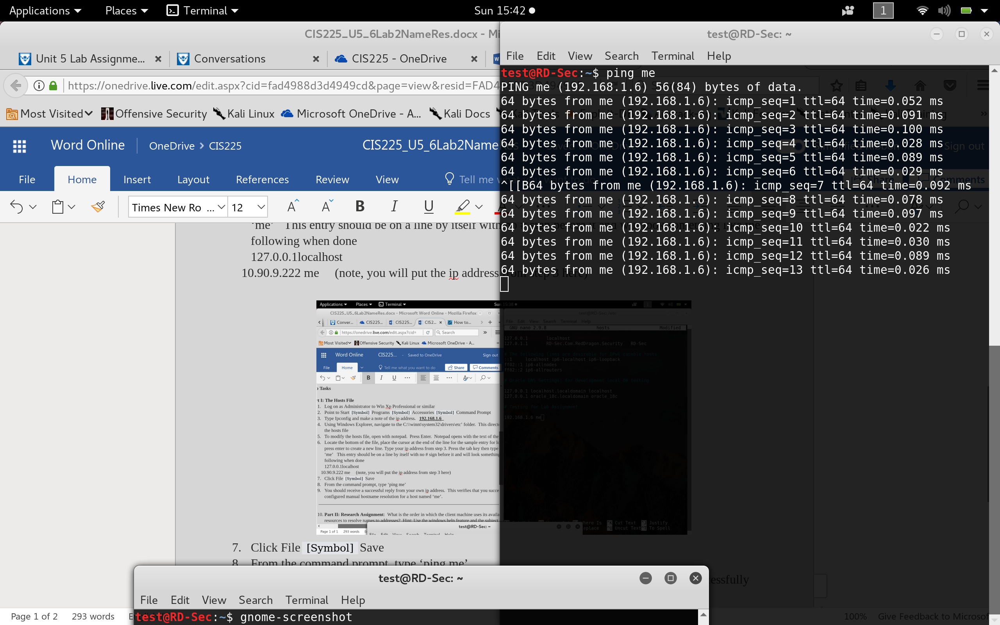 Applications Places Terminal Sun 15:42 1
CIS225_U5_6Lab2NameRes.docx - Mi
Unit 5 Lab Assignme... Conversations CIS225 - OneDrive
https://onedrive.live.com/edit.aspx?cid=fad4988d3d4949cd&page=view&resid=FAD4
Most Visited Offensive Security Kali Linux Microsoft OneDrive - A... Kali Docs
Word Online OneDrive > CIS225 CIS225_U5_6Lab2Name
File Home Insert Layout References Review View Tell me what you want to do
Times New Ro ... 12 A A B I U
‘me’ This entry should be on a line by itself with
following when done
127.0.0.1localhost
10.90.9.222 me (note, you will put the ip address from step 3 here)
test@RD-Sec: ~
File Edit View Search Terminal Help
test@RD-Sec:~$ ping me
PING me (192.168.1.6) 56(84) bytes of data.
64 bytes from me (192.168.1.6): icmp_seq=1 ttl=64 time=0.052 ms
64 bytes from me (192.168.1.6): icmp_seq=2 ttl=64 time=0.091 ms
64 bytes from me (192.168.1.6): icmp_seq=3 ttl=64 time=0.100 ms
64 bytes from me (192.168.1.6): icmp_seq=4 ttl=64 time=0.028 ms
64 bytes from me (192.168.1.6): icmp_seq=5 ttl=64 time=0.089 ms
64 bytes from me (192.168.1.6): icmp_seq=6 ttl=64 time=0.029 ms
^[[B64 bytes from me (192.168.1.6): icmp_seq=7 ttl=64 time=0.092 ms
64 bytes from me (192.168.1.6): icmp_seq=8 ttl=64 time=0.078 ms
64 bytes from me (192.168.1.6): icmp_seq=9 ttl=64 time=0.097 ms
64 bytes from me (192.168.1.6): icmp_seq=10 ttl=64 time=0.022 ms
64 bytes from me (192.168.1.6): icmp_seq=11 ttl=64 time=0.030 ms
64 bytes from me (192.168.1.6): icmp_seq=12 ttl=64 time=0.089 ms
64 bytes from me (192.168.1.6): icmp_seq=13 ttl=64 time=0.026 ms
Applications Places Terminal Sun 15:38
CIS225_U5_6Lab2NameRes.docx - Microsoft Word Online - Mozilla Firefox
Conver... CIS225... CIS225... CIS2... How to...
https://onedrive.live.com/edit.aspx?cid= Search
Most Visited Offensive Security Kali Linux Microsoft OneDrive - A...
Word Online CIS225... - Saved to OneDrive Sign out
File Home Tell me what you want to do Share Comments
B I U
Tasks
t I: The Hosts File
1. Log on as Administrator to Win Xp Professional or similar
2. Point to Start [Symbol] Programs [Symbol] Accessories [Symbol] Command Prompt
3. Type Ipconfig and make a note of the ip address. 192.168.1.6_
4. Using Windows Explorer, navigate to the C:\\winnt\system32\drivers\etc’ folder. This direct
the hosts file
5. To modify the hosts file, open with notepad. Press Enter. Notepad opens with the text of the
6. Locate the bottom of the file, place the cursor at the end of the line for the sample entry for lo
press enter to create a new line. Type your ip address from step 3. Press the tab key then type
‘me’ This entry should be on a line by itself with no # sign before it and will look something
following when done
127.0.0.1localhost
10.90.9.222 me (note, you will put the ip address from step 3 here)
7. Click File [Symbol] Save
8. From the command prompt, type ‘ping me’
9. You should receive a successful reply from your own ip address. This verifies that you succe
configured manual hostname resolution for a host named ‘me’.
10. Part II: Research Assignment: What is the order in which the client machine uses its availa
resources to resolve names to addresses? Hint: Use the windows help feature and the subject
Page 1 of 1 293 words
test@RD-Sec: ~
File Edit View Search Terminal Help
test@RD-Sec: /etc
File Edit View Search Terminal Help
GNU nano 2.9.8 hosts Modified
127.0.0.1 localhost
127.0.1.1 RD-Sec.Com.RedDragon.Security RD-Sec
# The following lines are desirable for IPv6 capable hosts
::1 localhost ip6-localhost ip6-loopback
ff02::1 ip6-allnodes
ff02::2 ip6-allrouters
# Oracle DNS Settings: for development local DB testing
127.0.0.1 localhost.localdomain localhost
127.0.0.1 oracle_18c.localdomain oracle_18c
# Testing for Lab Assignment
192.168.1.6 me
Cut Text Justify
Uncut Text To Spell
7. Click File [Symbol] Save
8. From the command prompt, type ‘ping me’
essfully
test@RD-Sec: ~
File Edit View Search Terminal Help
test@RD-Sec:~$ gnome-screenshot
Page 1 of 2 293 words 100% Give Feedback to Microsof